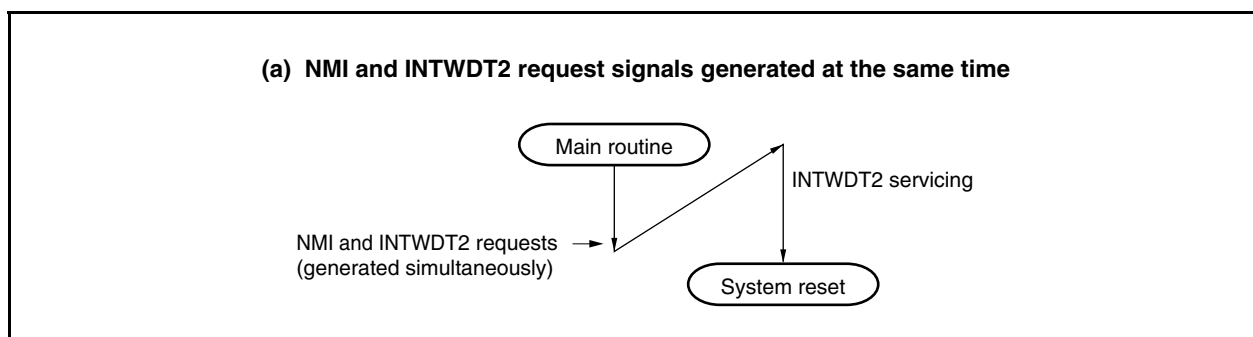 (a) NMI and INTWDT2 request signals generated at the same time
Main routine
INTWDT2 servicing
NMI and INTWDT2 requests
(generated simultaneously)
System reset